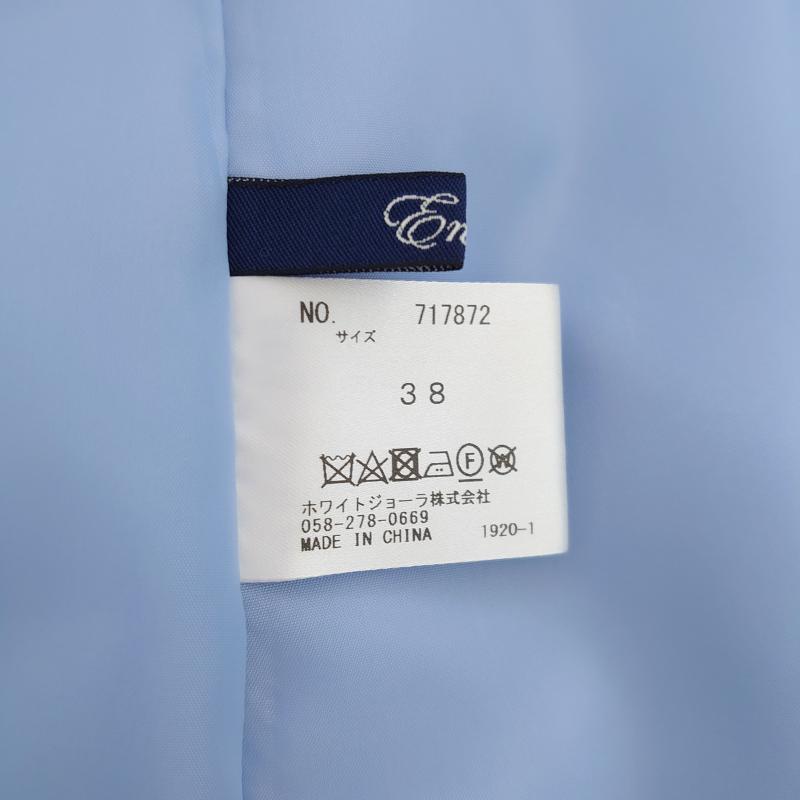 En
NO. 717872
サイズ
38
F W
ホワイトジョーラ株式会社
058-278-0669
MADE IN CHINA 1920-1